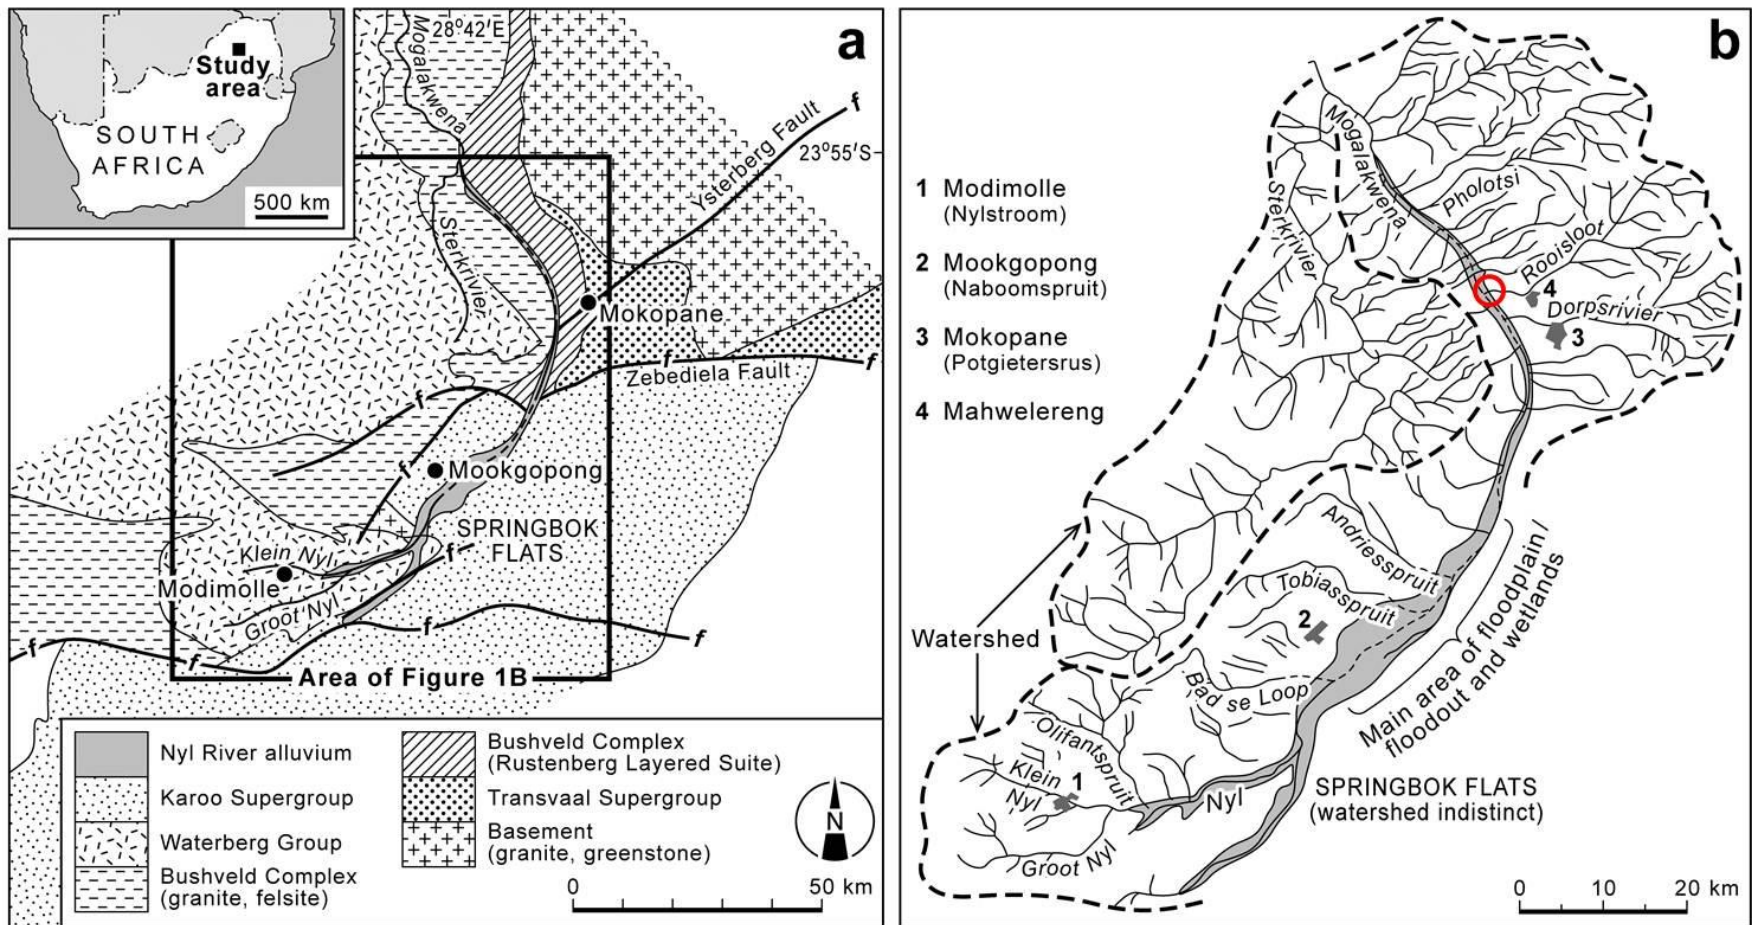 a
Study
area
SOUTH
AFRICA
500 km
28°42'E
Mogalakwena
23°55'S
Ysterberg Fault
f
Sterkrivier
Mokopane
f
Zebediela Fault
f
f
f
Mookgopong
SPRINGBOK
FLATS
f
Klein Nyl
Modimolle
Groot Nyl
f
f
f
f
Area of Figure 1B
Nyl River alluvium
Karoo Supergroup
Waterberg Group
Bushveld Complex
(granite, felsite)
Bushveld Complex
(Rustenberg Layered Suite)
Transvaal Supergroup
Basement
(granite, greenstone)
N
0 50 km
b
1 Modimolle
(Nylstroom)
2 Mookgopong
(Naboomspruit)
3 Mokopane
(Potgietersrus)
4 Mahwelereng
Mogalakwena
Sterkrivier
Pholotsi
Rooisloot
4
Dorpsrivier
3
Andriesspruit
Tobiasspruit
2
Watershed
Bad se Loop
Main area of floodplain/
floodout and wetlands
Olifantspruit
Klein
Nyl
1
Nyl
Groot Nyl
SPRINGBOK FLATS
(watershed indistinct)
0 10 20 km